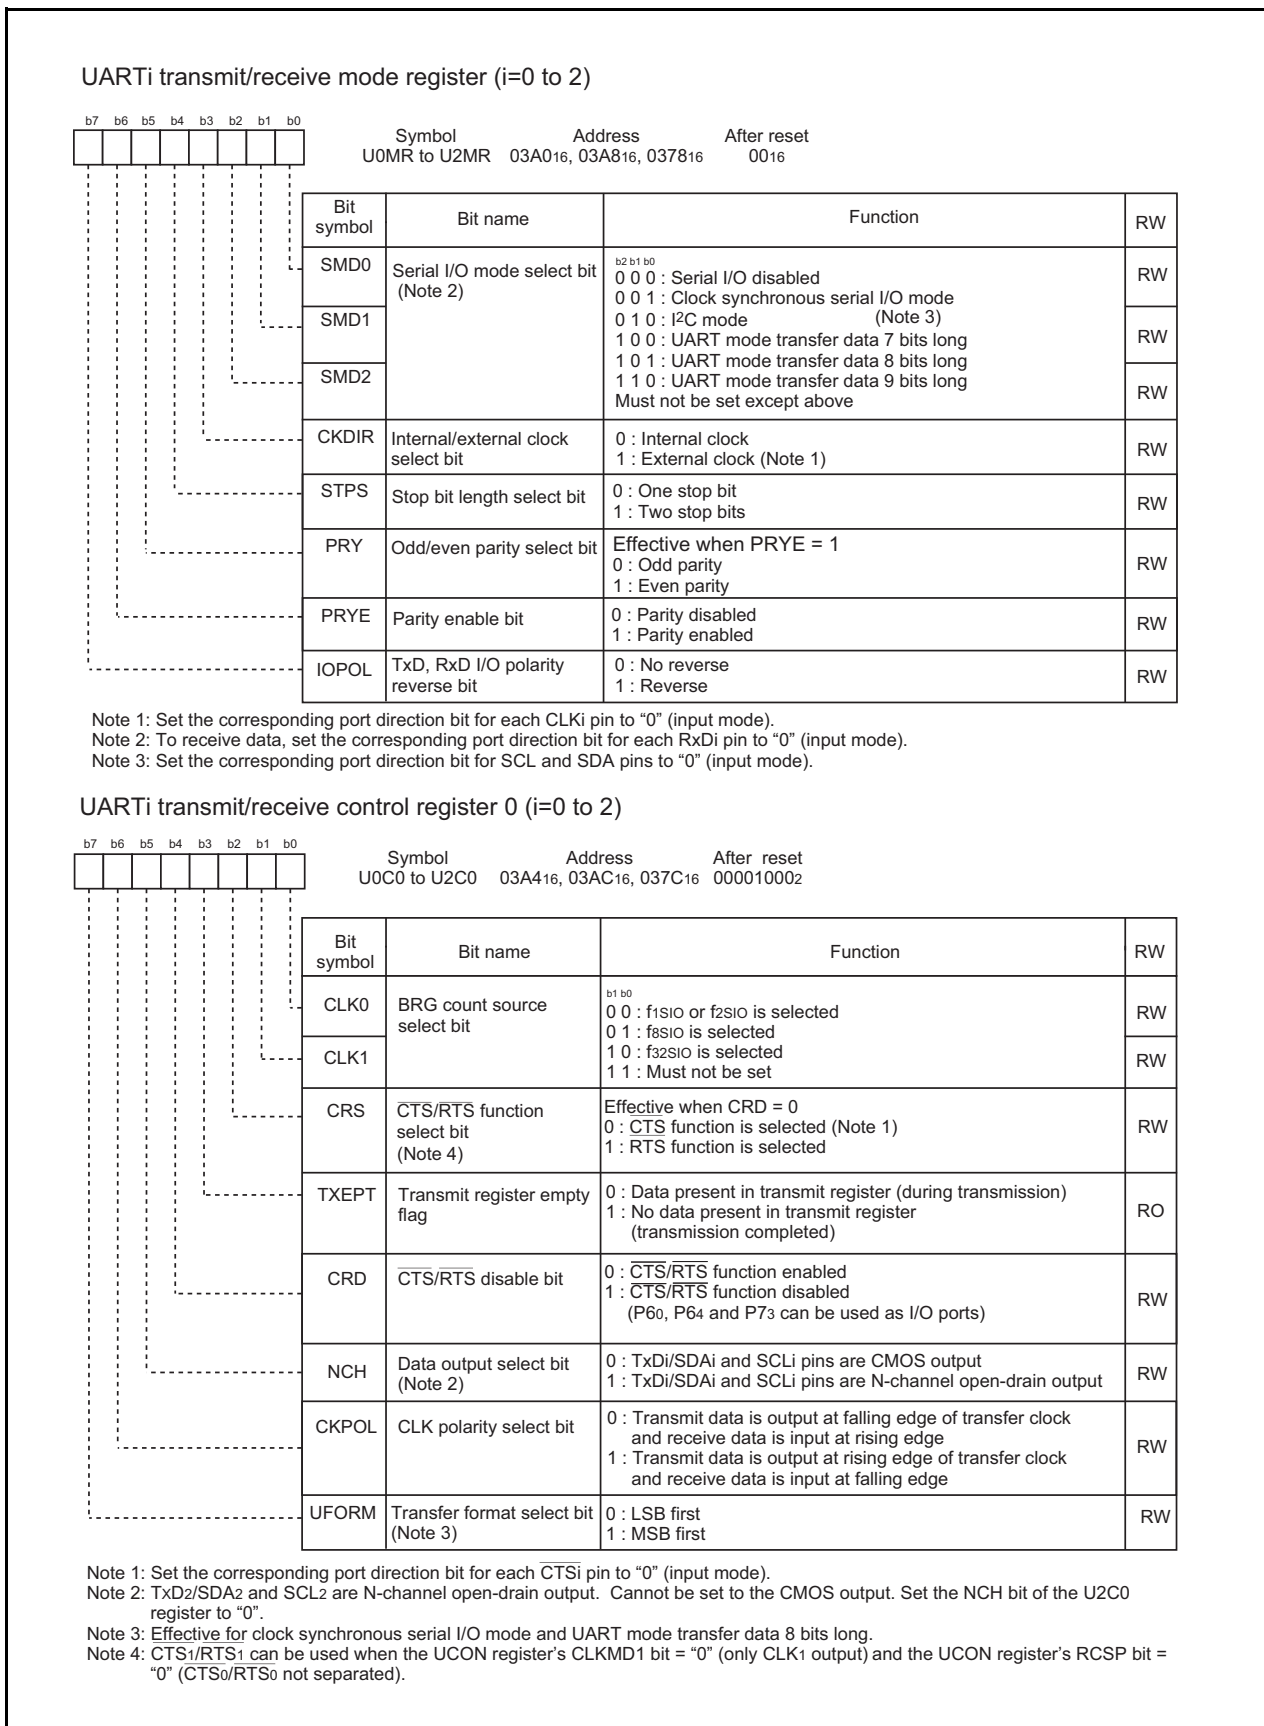 UARTi transmit/receive mode register (i=0 to 2)
b7 b6 b5 b4 b3 b2 b1 b0
Symbol Address After reset
U0MR to U2MR 03A016, 03A816, 037816 0016
Bit symbol Bit name Function RW
SMD0 Serial I/O mode select bit (Note 2) RW
b2 b1 b0
0 0 0 : Serial I/O disabled
0 0 1 : Clock synchronous serial I/O mode
SMD1 0 1 0 : I2C mode (Note 3) RW
1 0 0 : UART mode transfer data 7 bits long
1 0 1 : UART mode transfer data 8 bits long
SMD2 1 1 0 : UART mode transfer data 9 bits long RW
Must not be set except above
CKDIR Internal/external clock select bit RW
0 : Internal clock
1 : External clock (Note 1)
STPS Stop bit length select bit RW
0 : One stop bit
1 : Two stop bits
PRY Odd/even parity select bit RW
Effective when PRYE = 1
0 : Odd parity
1 : Even parity
PRYE Parity enable bit RW
0 : Parity disabled
1 : Parity enabled
IOPOL TxD, RxD I/O polarity reverse bit RW
0 : No reverse
1 : Reverse
Note 1: Set the corresponding port direction bit for each CLKi pin to “0” (input mode).
Note 2: To receive data, set the corresponding port direction bit for each RxDi pin to “0” (input mode).
Note 3: Set the corresponding port direction bit for SCL and SDA pins to “0” (input mode).
UARTi transmit/receive control register 0 (i=0 to 2)
b7 b6 b5 b4 b3 b2 b1 b0
Symbol Address After reset
U0C0 to U2C0 03A416, 03AC16, 037C16 000010002
Bit symbol Bit name Function RW
CLK0 BRG count source select bit RW
b1 b0
0 0 : f1SIO or f2SIO is selected
0 1 : f8SIO is selected
CLK1 1 0 : f32SIO is selected RW
1 1 : Must not be set
CRS CTS/RTS function select bit (Note 4) RW
Effective when CRD = 0
0 : CTS function is selected (Note 1)
1 : RTS function is selected
TXEPT Transmit register empty flag RO
0 : Data present in transmit register (during transmission)
1 : No data present in transmit register
(transmission completed)
CRD CTS/RTS disable bit RW
0 : CTS/RTS function enabled
1 : CTS/RTS function disabled
(P60, P64 and P73 can be used as I/O ports)
NCH Data output select bit (Note 2) RW
0 : TxDi/SDAi and SCLi pins are CMOS output
1 : TxDi/SDAi and SCLi pins are N-channel open-drain output
CKPOL CLK polarity select bit RW
0 : Transmit data is output at falling edge of transfer clock
and receive data is input at rising edge
1 : Transmit data is output at rising edge of transfer clock
and receive data is input at falling edge
UFORM Transfer format select bit (Note 3) RW
0 : LSB first
1 : MSB first
Note 1: Set the corresponding port direction bit for each CTSi pin to “0” (input mode).
Note 2: TxD2/SDA2 and SCL2 are N-channel open-drain output. Cannot be set to the CMOS output. Set the NCH bit of the U2C0
register to “0”.
Note 3: Effective for clock synchronous serial I/O mode and UART mode transfer data 8 bits long.
Note 4: CTS1/RTS1 can be used when the UCON register’s CLKMD1 bit = “0” (only CLK1 output) and the UCON register’s RCSP bit =
“0” (CTS0/RTS0 not separated).